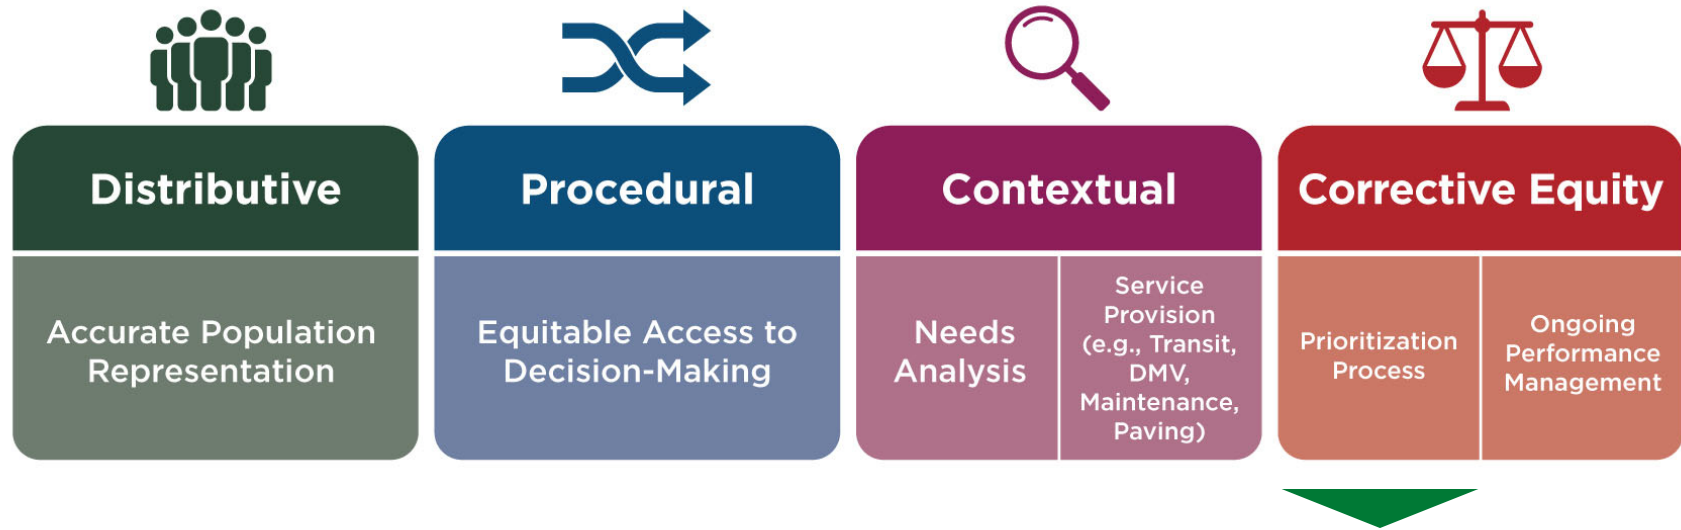 Distributive
Accurate Population
Representation
Procedural
Equitable Access to
Decision-Making
Contextual
Needs
Analysis
Service
Provision
(e.g., Transit,
DMV,
Maintenance,
Paving)
Corrective Equity
Prioritization
Process
Ongoing
Performance
Management